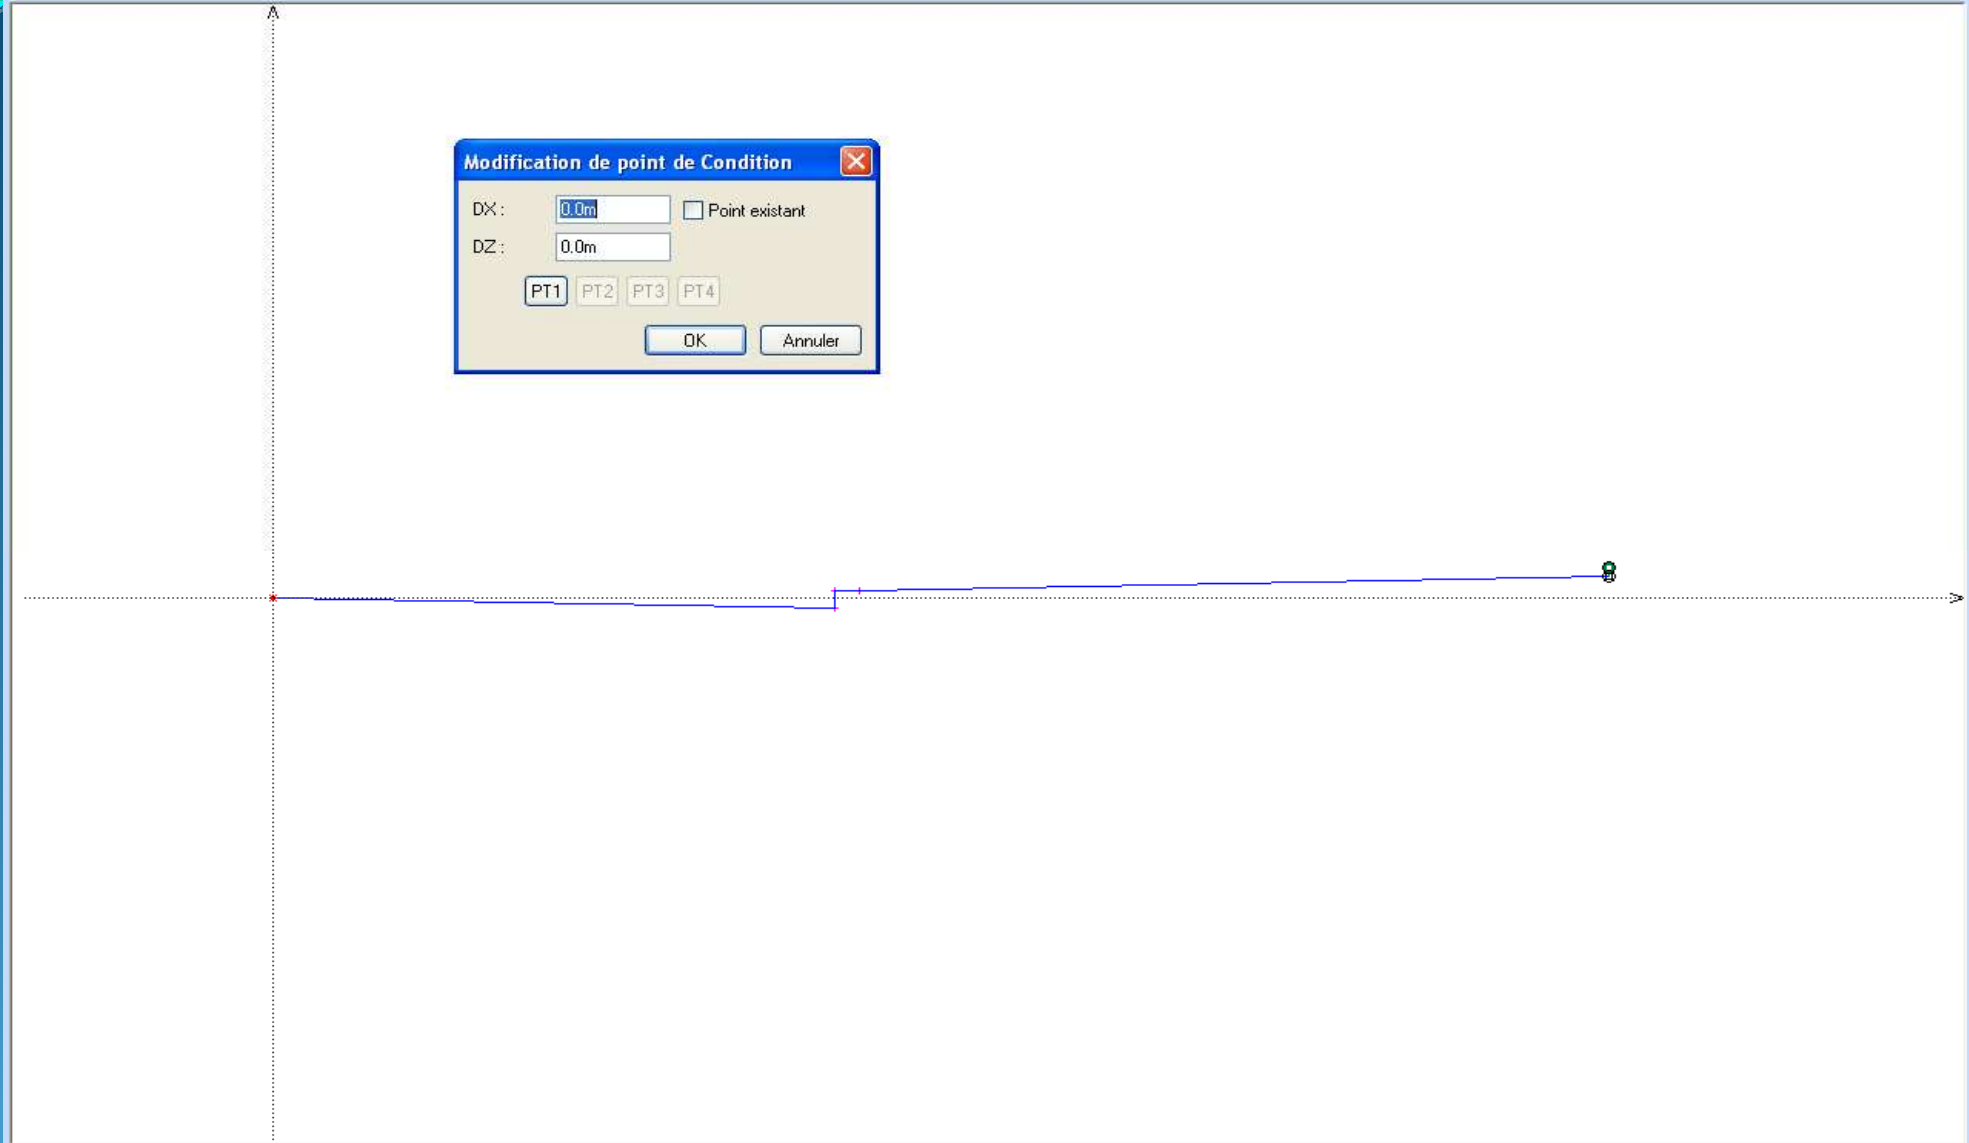 Modification de point de Condition
DX : 0.0m Point existant
DZ : 0.0m
PT1 PT2 PT3 PT4
OK Annuler